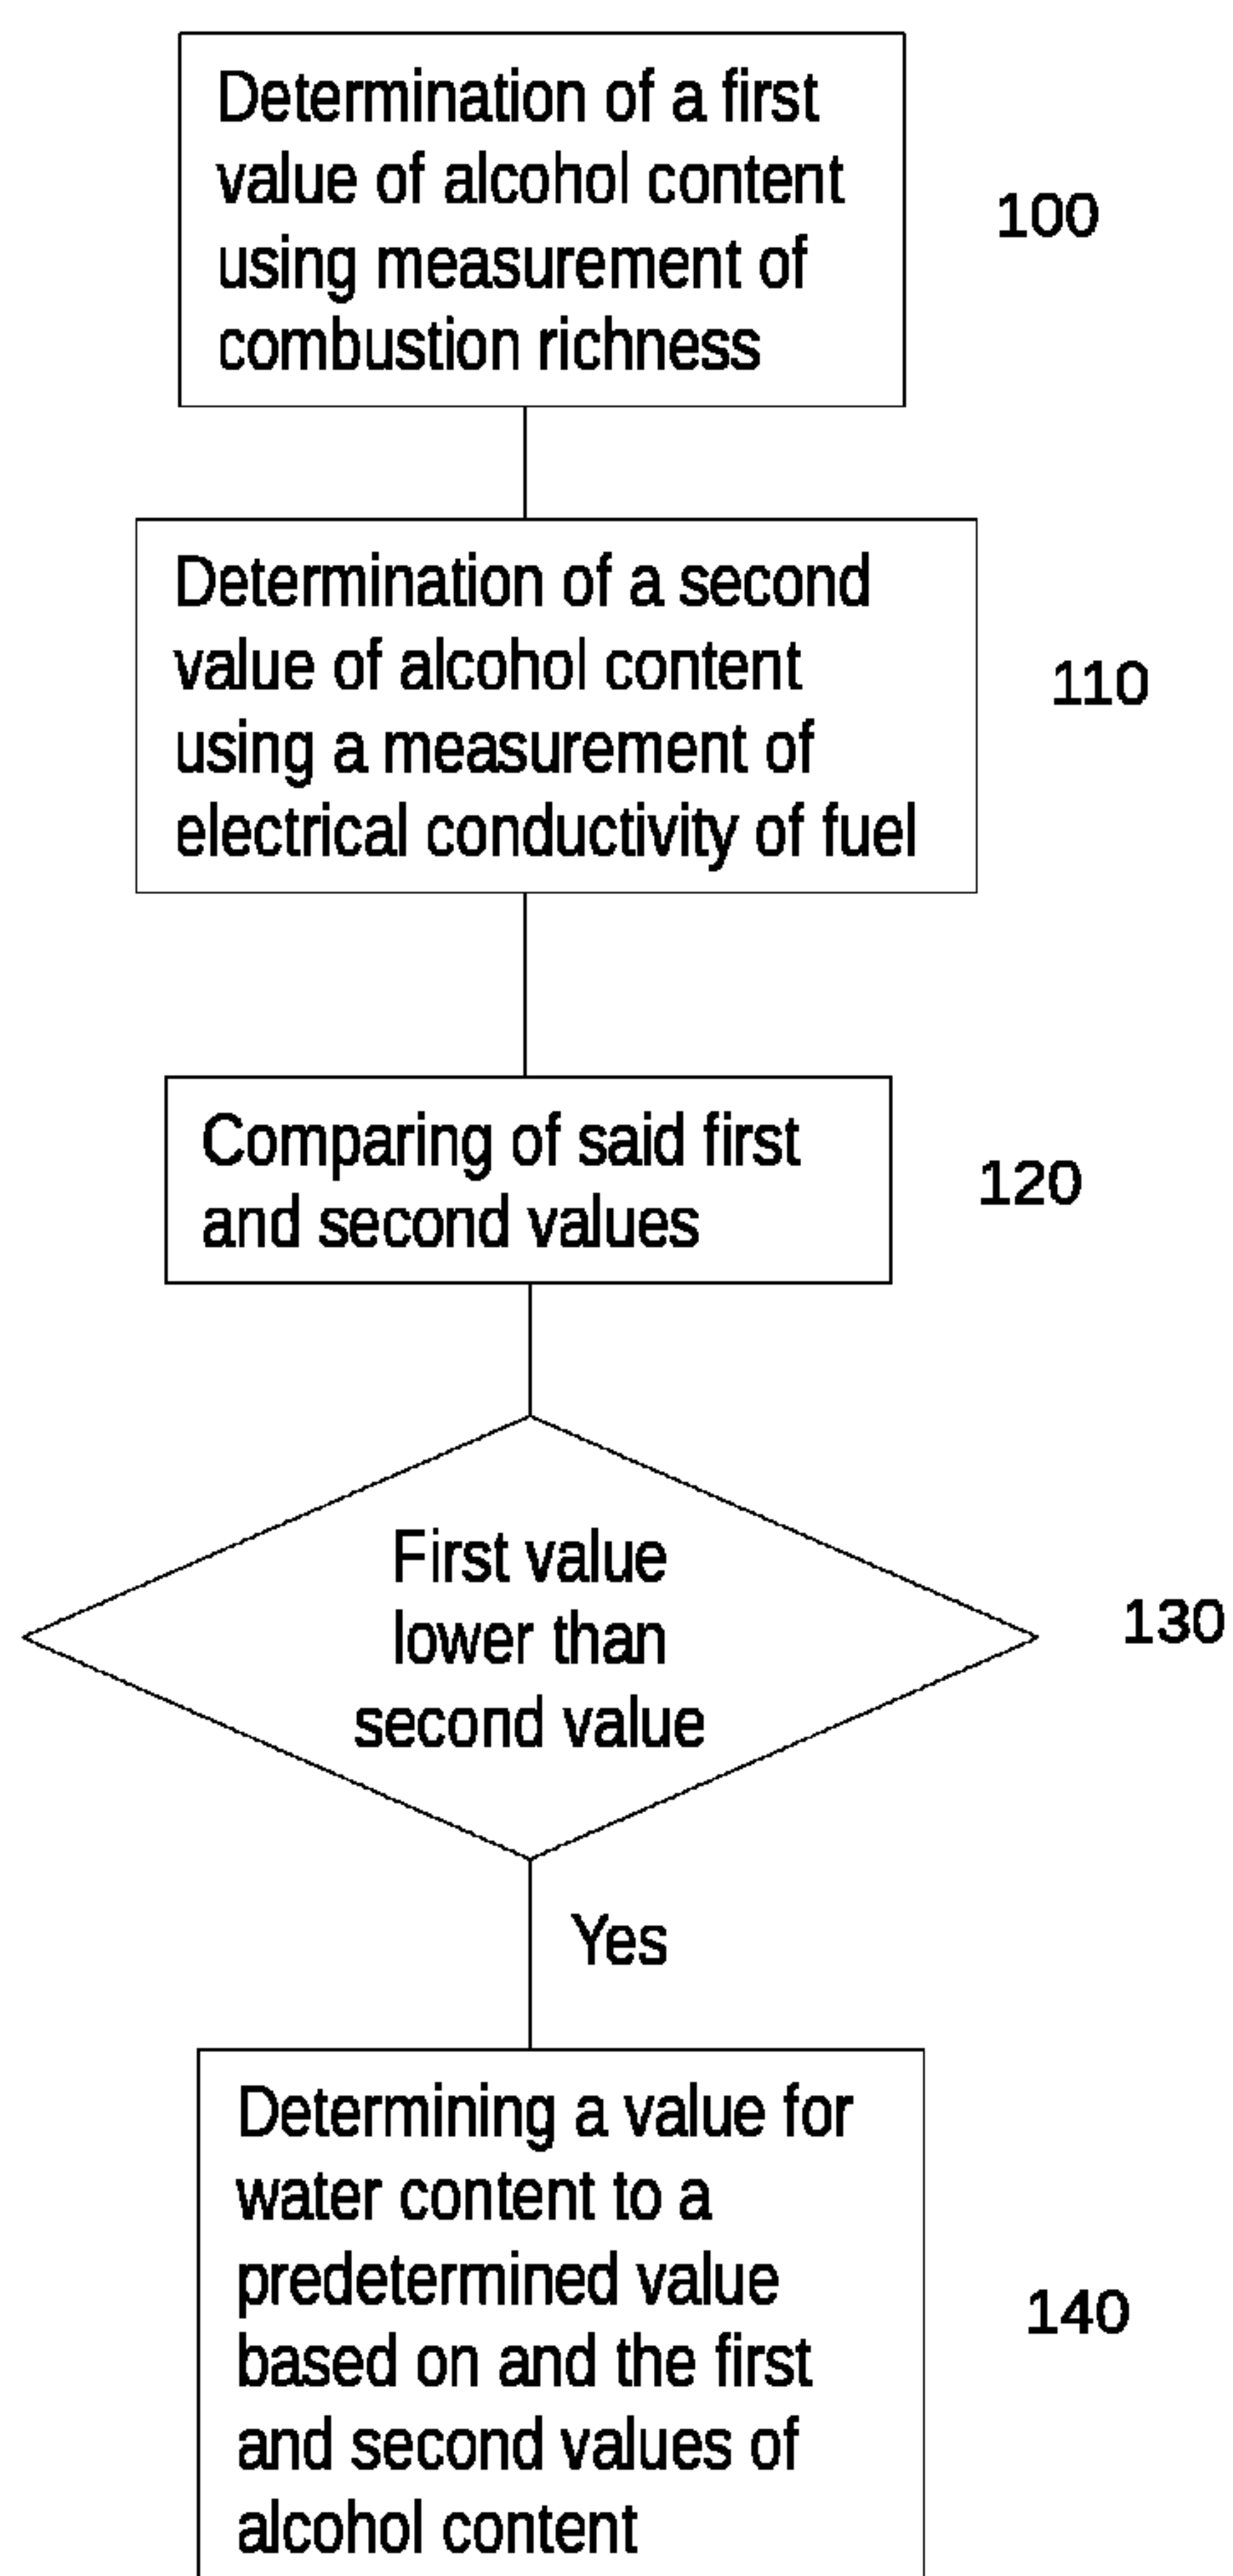 Determination of a first
value of alcohol content
using measurement of
combustion richness
100
Determination of a second
value of alcohol content
using a measurement of
electrical conductivity of fuel
110
Comparing of said first
and second values
120
First value
lower than
second value
130
Yes
Determining a value for
water content to a
predetermined value
based on and the first
and second values of
alcohol content
140